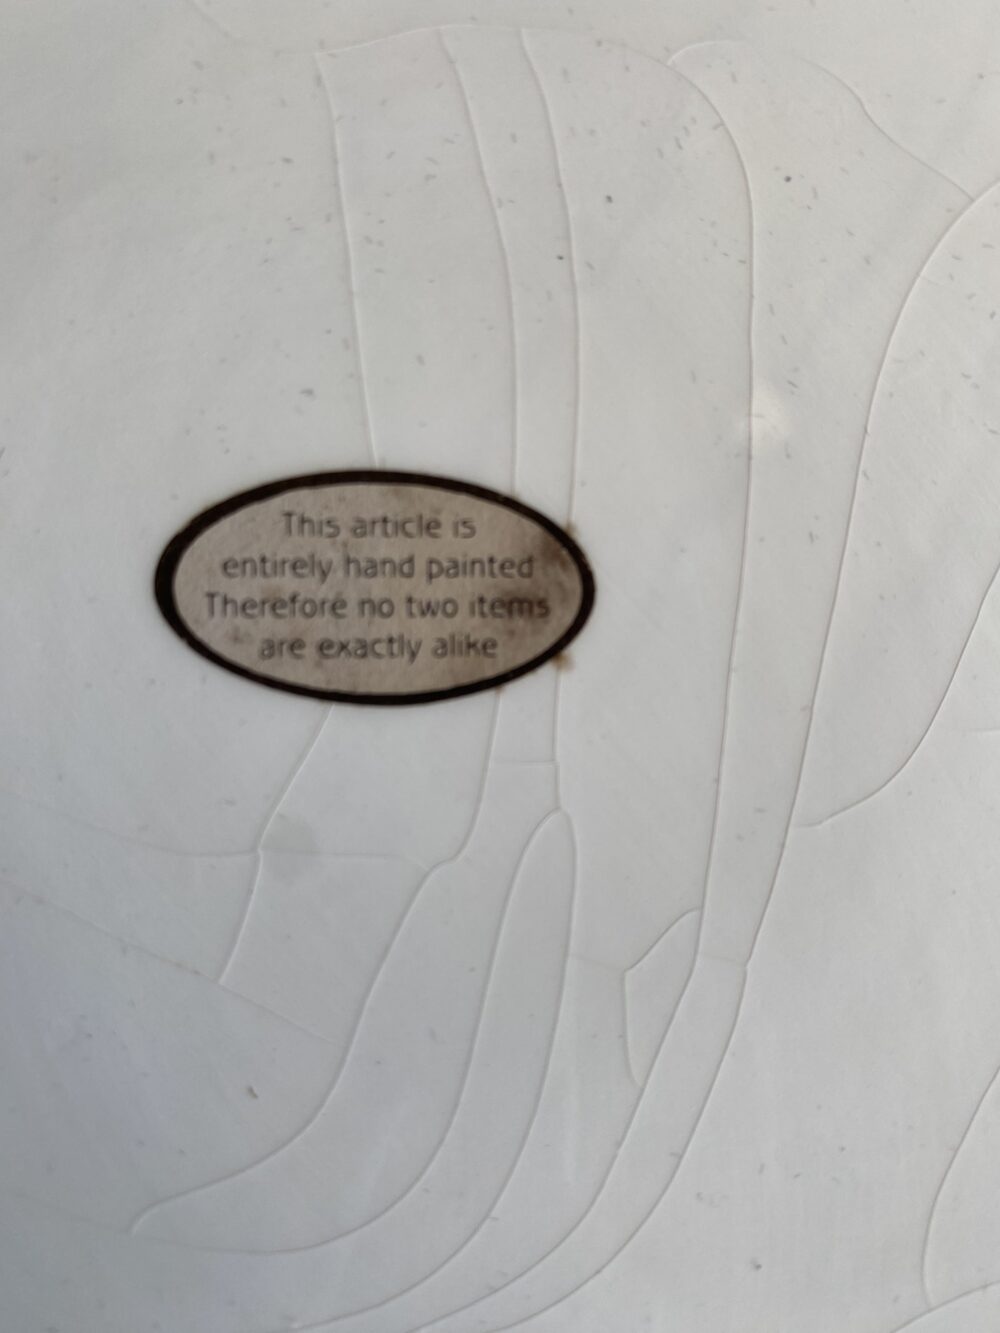 This article is
entirely hand painted
Therefore no two items
are exactly alike